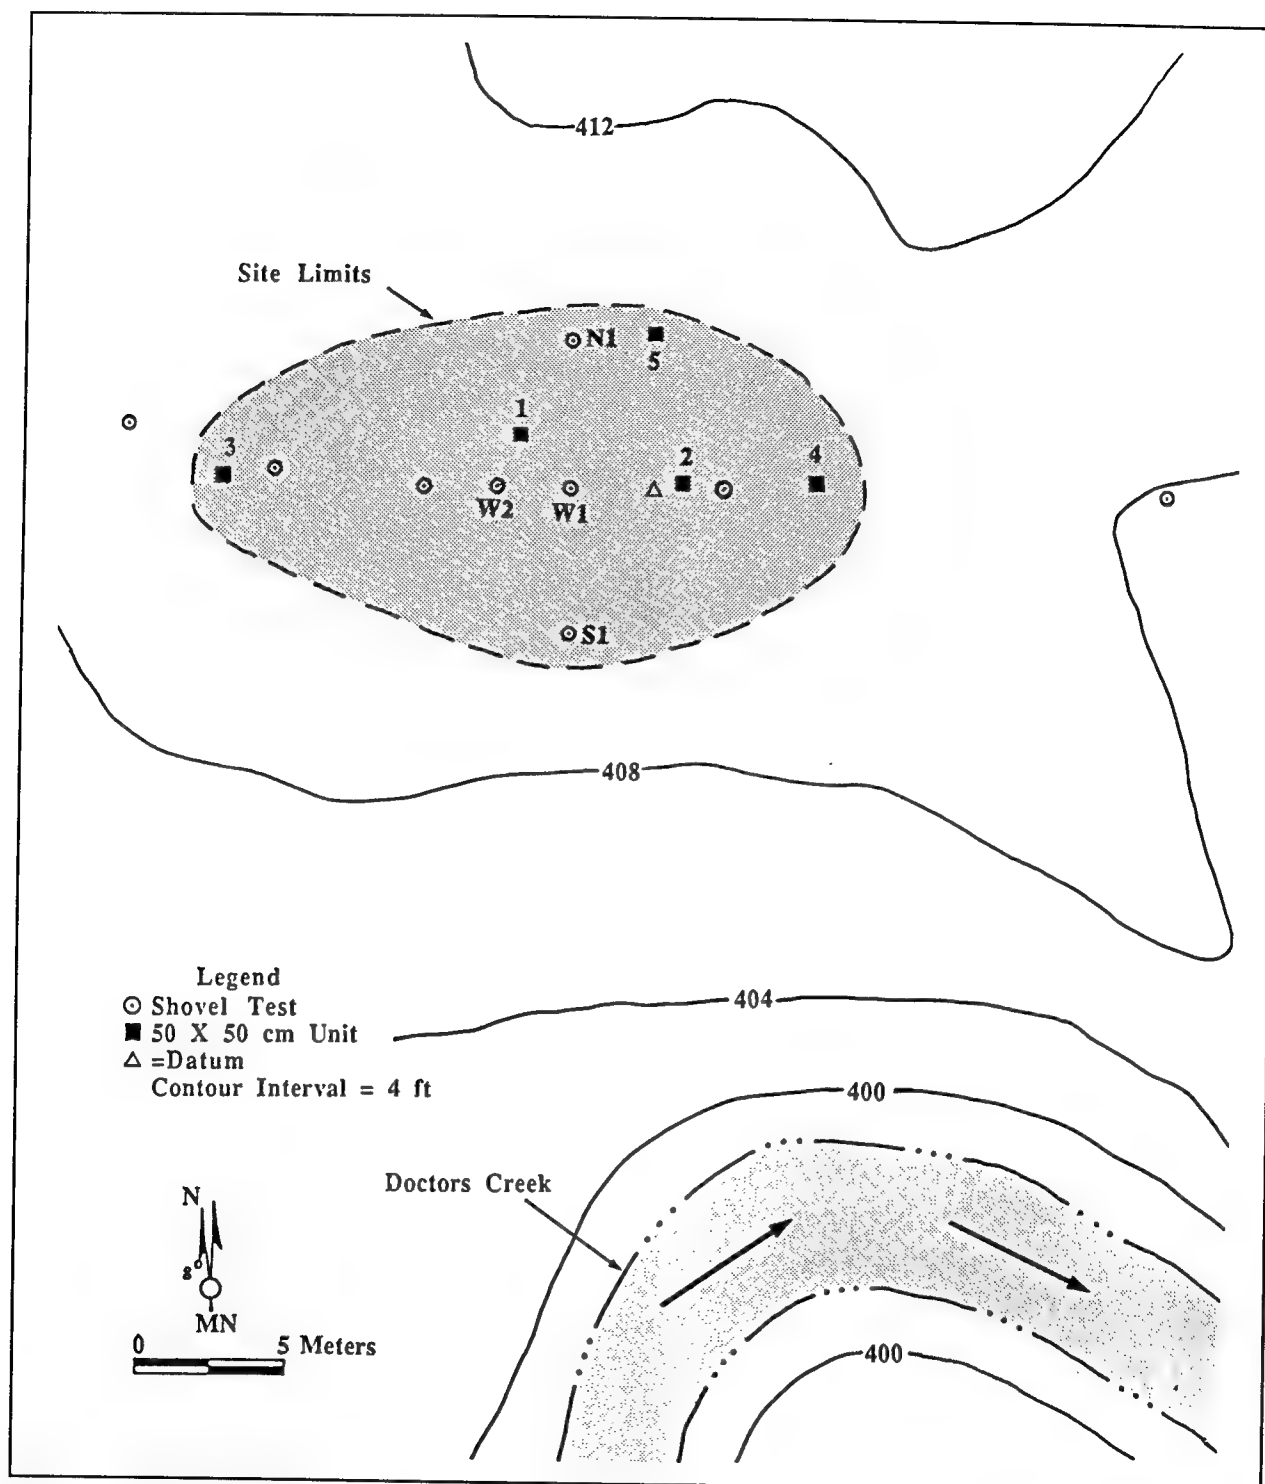 412
Site Limits
N1
5
1
3
2
4
W2
W1
S1
408
Legend
Shovel Test
50 X 50 cm Unit
=Datum
Contour Interval = 4 ft
404
400
Doctors Creek
N
MN
0 5 Meters
400